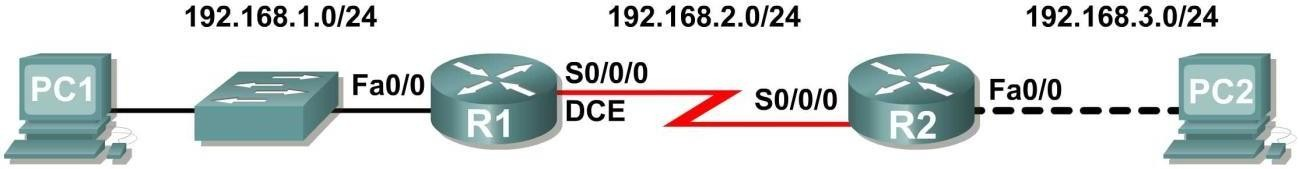 192.168.1.0/24 192.168.2.0/24 192.168.3.0/24
PC1 Fa0/0 R1 S0/0/0 DCE S0/0/0 R2 Fa0/0 PC2